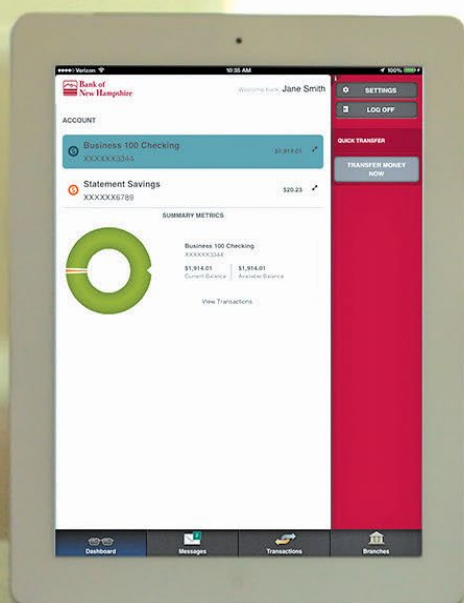 Verizon 10:35 AM 100%
Bank of
New Hampshire
Welcome back, Jane Smith
SETTINGS
LOG OFF
ACCOUNT
QUICK TRANSFER
TRANSFER MONEY
NOW
Business 100 Checking
XXXXXX3344
$1,914.01
Statement Savings
XXXXXX6789
$20.23
SUMMARY METRICS
Business 100 Checking
XXXXXX3344
$1,914.01 $1,914.01
Current Balance Available Balance
View Transactions
Dashboard Messages Transactions Branches